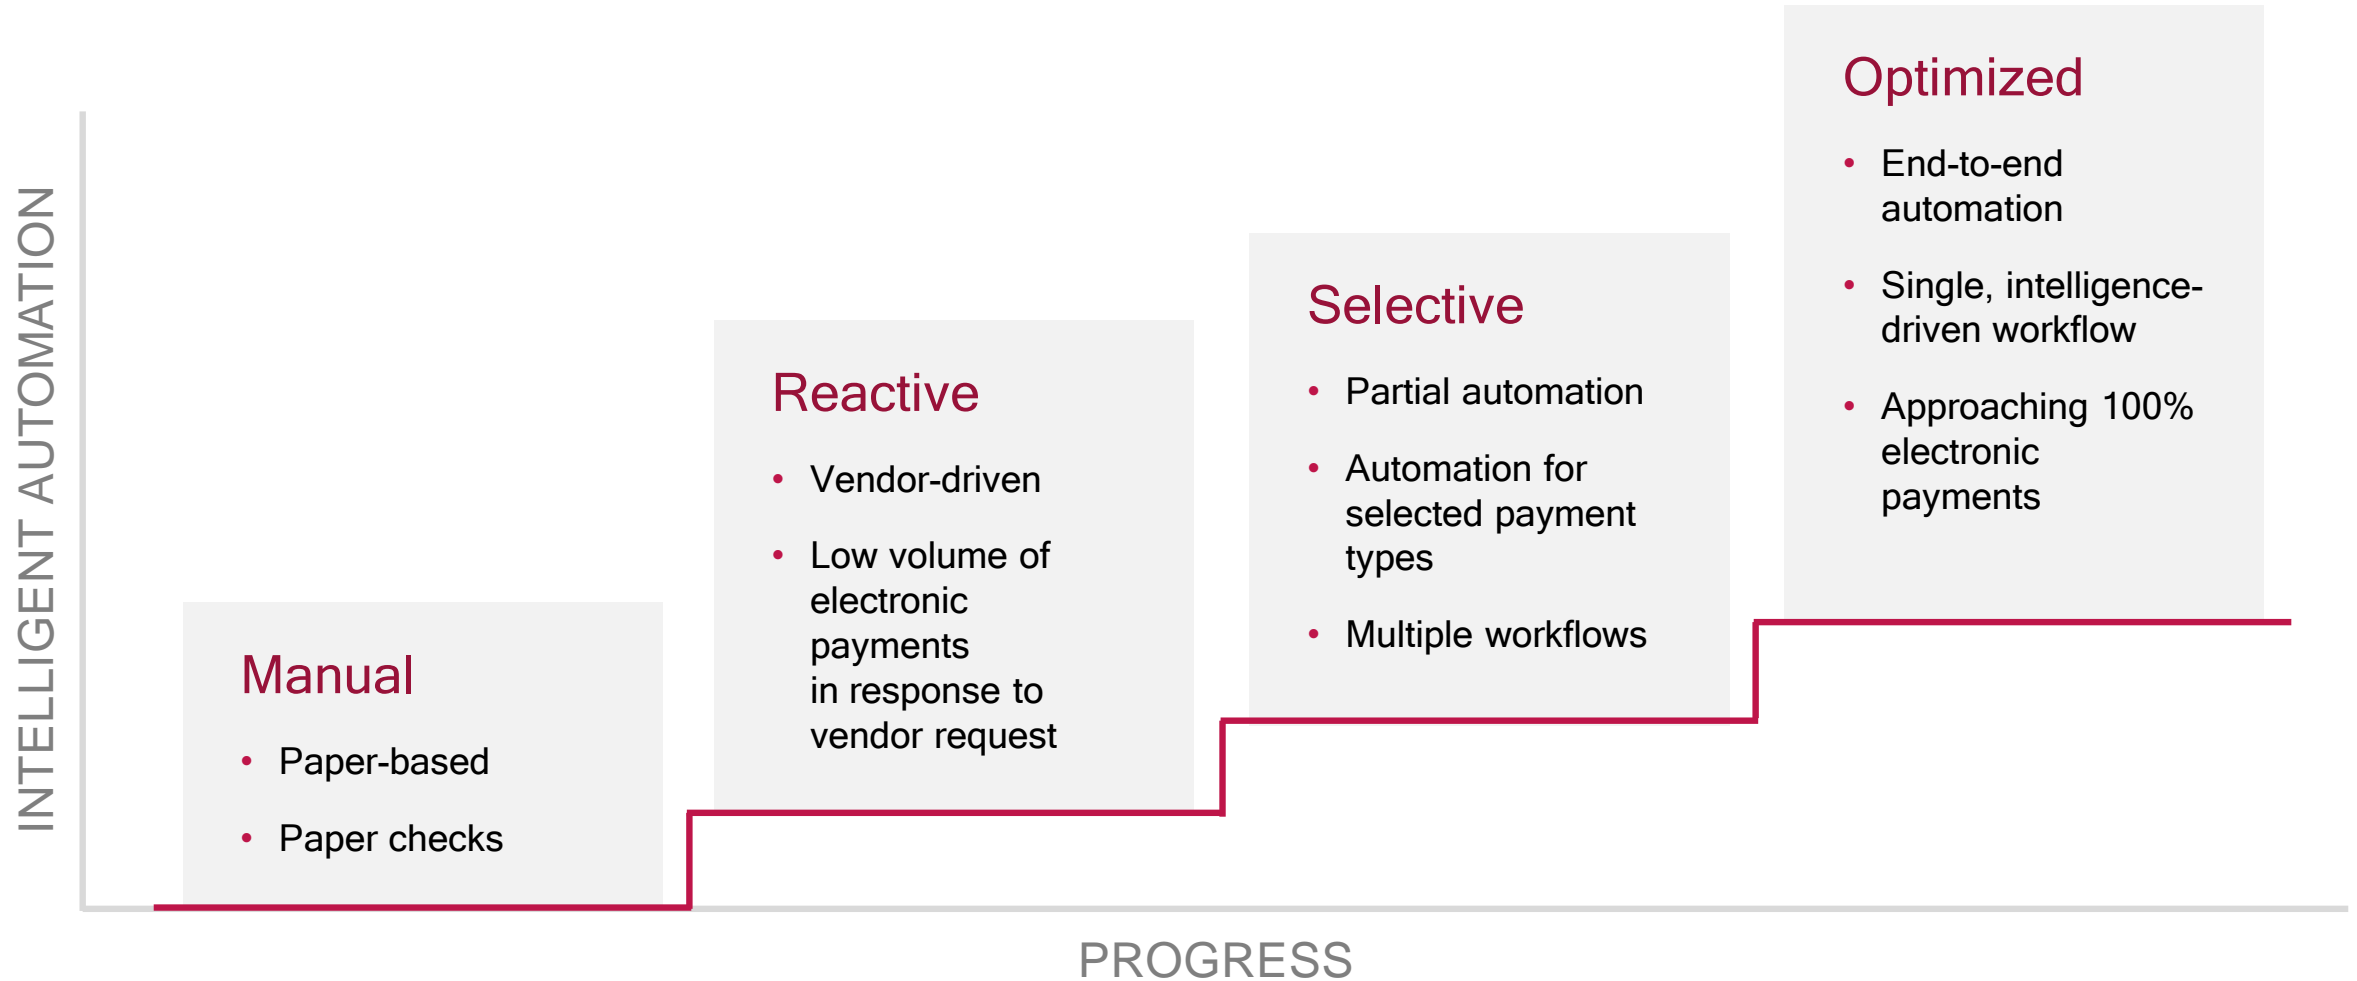 INTELLIGENT AUTOMATION
Manual
• Paper-based
• Paper checks
Reactive
• Vendor-driven
• Low volume of
electronic
payments
in response to
vendor request
Selective
• Partial automation
• Automation for
selected payment
types
• Multiple workflows
Optimized
• End-to-end
automation
• Single, intelligence-
driven workflow
• Approaching 100%
electronic
payments
PROGRESS